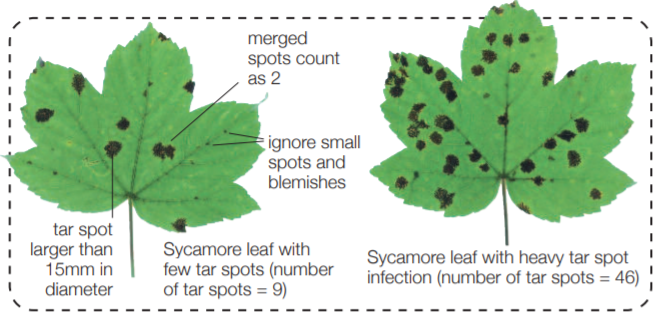 merged
spots count
as 2
ignore small
spots and
blemishes
tar spot
larger than
15mm in
diameter
Sycamore leaf with
few tar spots (number
of tar spots = 9)
Sycamore leaf with heavy tar spot
infection (number of tar spots = 46)